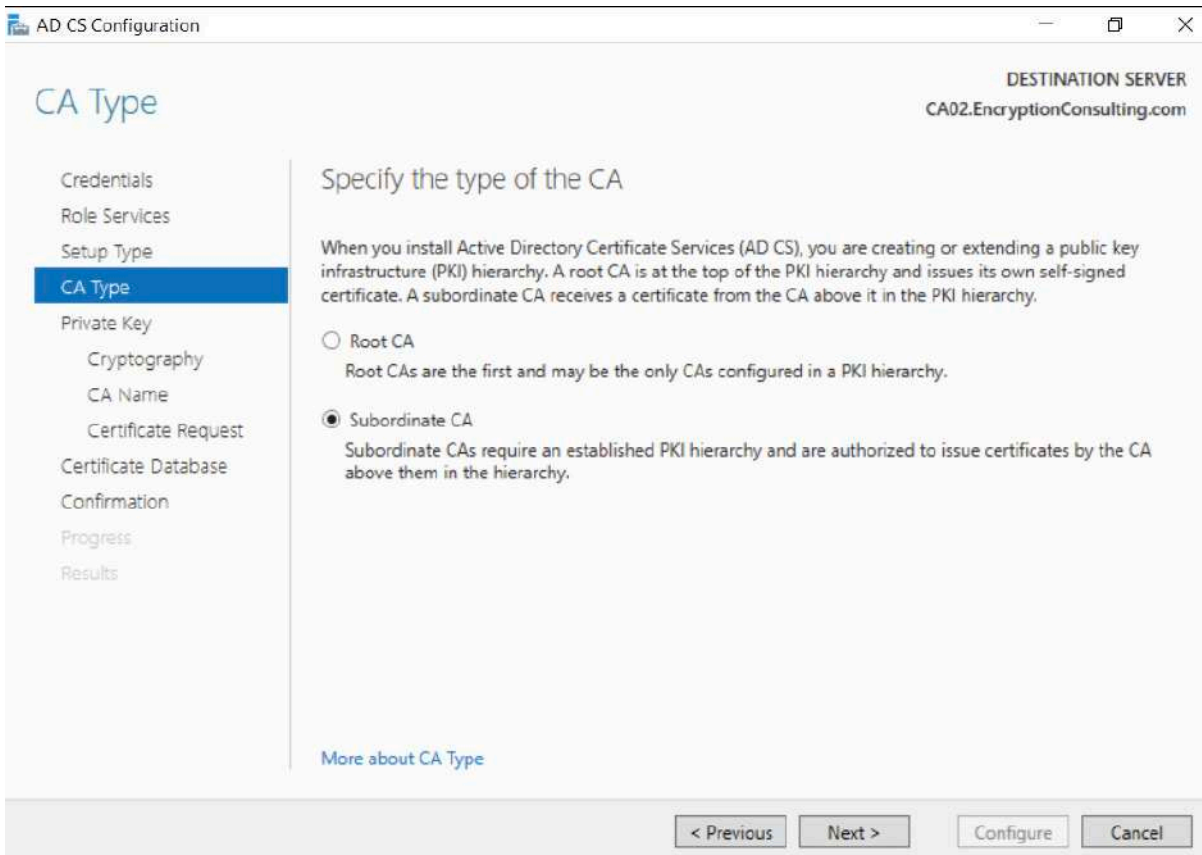 AD CS Configuration
CA Type
DESTINATION SERVER
CA02.EncryptionConsulting.com
Credentials
Role Services
Setup Type
CA Type
Private Key
Cryptography
CA Name
Certificate Request
Certificate Database
Confirmation
Progress
Results
Specify the type of the CA
When you install Active Directory Certificate Services (AD CS), you are creating or extending a public key
infrastructure (PKI) hierarchy. A root CA is at the top of the PKI hierarchy and issues its own self-signed
certificate. A subordinate CA receives a certificate from the CA above it in the PKI hierarchy.
Root CA
Root CAs are the first and may be the only CAs configured in a PKI hierarchy.
Subordinate CA
Subordinate CAs require an established PKI hierarchy and are authorized to issue certificates by the CA
above them in the hierarchy.
More about CA Type
< Previous
Next >
Configure
Cancel